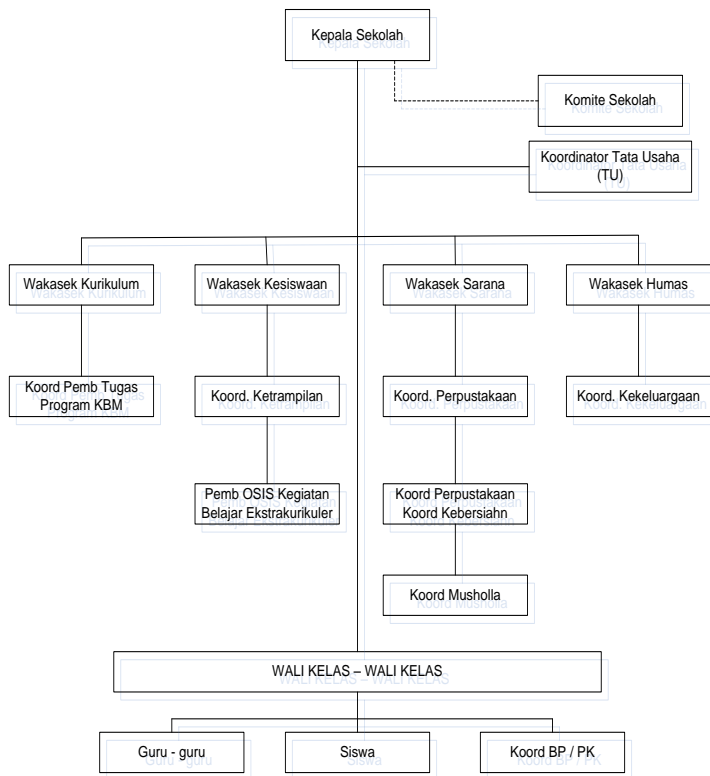 Kepala Sekolah
Komite Sekolah
Koordinator Tata Usaha
(TU)
Wakasek Kurikulum
Wakasek Kesiswaan
Wakasek Sarana
Wakasek Humas
Koord Pemb Tugas
Program KBM
Koord. Ketrampilan
Koord. Perpustakaan
Koord. Kekeluargaan
Pemb OSIS Kegiatan
Belajar Ekstrakurikuler
Koord Perpustakaan
Koord Kebersiahn
Koord Musholla
WALI KELAS – WALI KELAS
Guru - guru
Siswa
Koord BP / PK